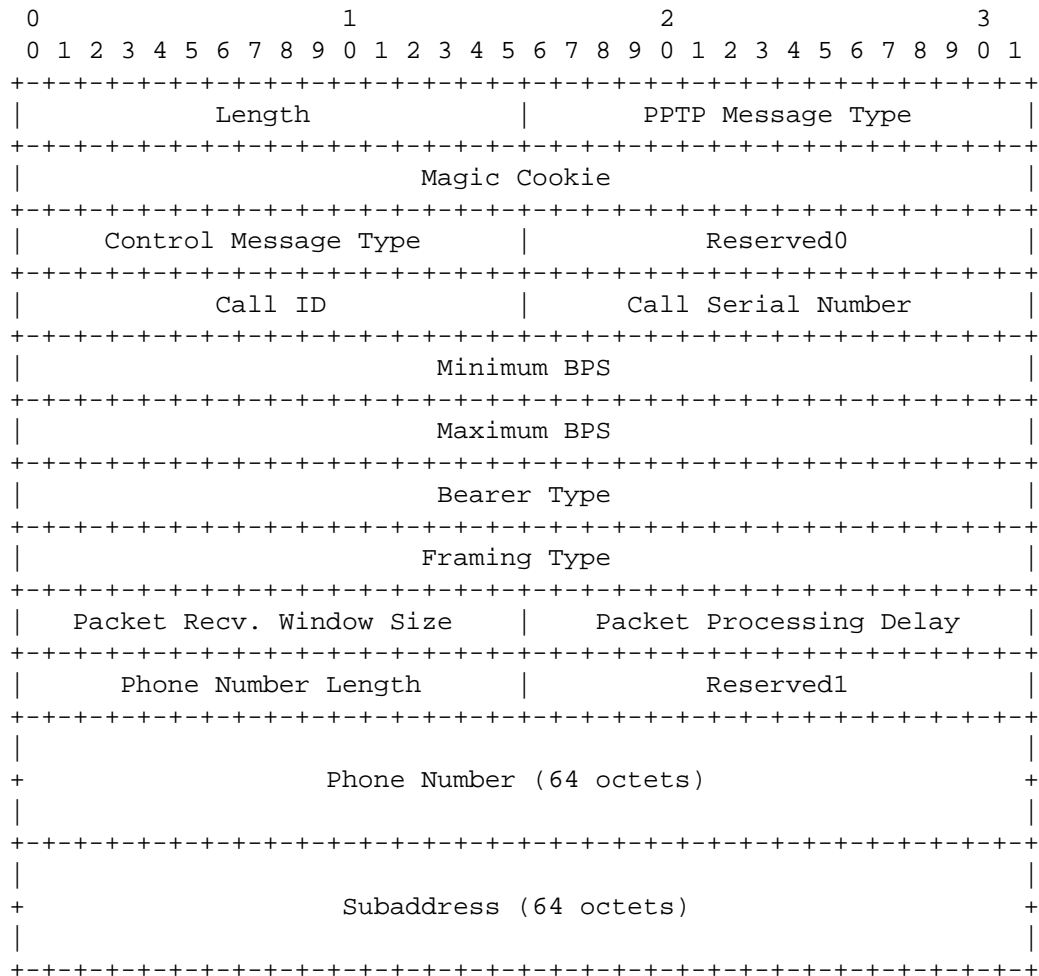 0                   1                   2                   3
 0 1 2 3 4 5 6 7 8 9 0 1 2 3 4 5 6 7 8 9 0 1 2 3 4 5 6 7 8 9 0 1
+-+-+-+-+-+-+-+-+-+-+-+-+-+-+-+-+-+-+-+-+-+-+-+-+-+-+-+-+-+-+-+-+
|            Length             |       PPTP Message Type       |
+-+-+-+-+-+-+-+-+-+-+-+-+-+-+-+-+-+-+-+-+-+-+-+-+-+-+-+-+-+-+-+-+
|                         Magic Cookie                          |
+-+-+-+-+-+-+-+-+-+-+-+-+-+-+-+-+-+-+-+-+-+-+-+-+-+-+-+-+-+-+-+-+
|     Control Message Type      |           Reserved0           |
+-+-+-+-+-+-+-+-+-+-+-+-+-+-+-+-+-+-+-+-+-+-+-+-+-+-+-+-+-+-+-+-+
|            Call ID            |      Call Serial Number       |
+-+-+-+-+-+-+-+-+-+-+-+-+-+-+-+-+-+-+-+-+-+-+-+-+-+-+-+-+-+-+-+-+
|                          Minimum BPS                          |
+-+-+-+-+-+-+-+-+-+-+-+-+-+-+-+-+-+-+-+-+-+-+-+-+-+-+-+-+-+-+-+-+
|                          Maximum BPS                          |
+-+-+-+-+-+-+-+-+-+-+-+-+-+-+-+-+-+-+-+-+-+-+-+-+-+-+-+-+-+-+-+-+
|                          Bearer Type                          |
+-+-+-+-+-+-+-+-+-+-+-+-+-+-+-+-+-+-+-+-+-+-+-+-+-+-+-+-+-+-+-+-+
|                         Framing Type                          |
+-+-+-+-+-+-+-+-+-+-+-+-+-+-+-+-+-+-+-+-+-+-+-+-+-+-+-+-+-+-+-+-+
|   Packet Recv. Window Size    |    Packet Processing Delay    |
+-+-+-+-+-+-+-+-+-+-+-+-+-+-+-+-+-+-+-+-+-+-+-+-+-+-+-+-+-+-+-+-+
|      Phone Number Length      |           Reserved1           |
+-+-+-+-+-+-+-+-+-+-+-+-+-+-+-+-+-+-+-+-+-+-+-+-+-+-+-+-+-+-+-+-+
|                                                               |
+                   Phone Number (64 octets)                    +
|                                                               |
+-+-+-+-+-+-+-+-+-+-+-+-+-+-+-+-+-+-+-+-+-+-+-+-+-+-+-+-+-+-+-+-+
|                                                               |
+                    Subaddress (64 octets)                     +
|                                                               |
+-+-+-+-+-+-+-+-+-+-+-+-+-+-+-+-+-+-+-+-+-+-+-+-+-+-+-+-+-+-+-+-+